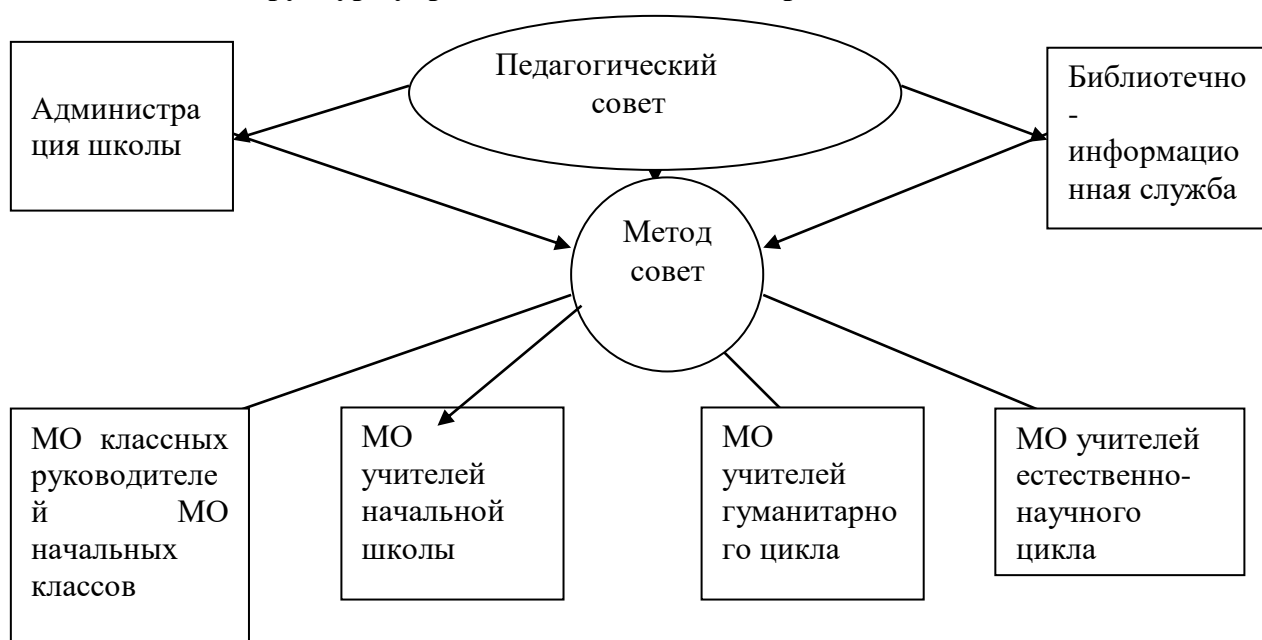 Педагогический
совет
Администра
ция школы
Библиотечно
-
информацио
нная служба
Метод
совет
МО классных
руководителе
й МО
начальных
классов
МО
учителей
начальной
школы
МО
учителей
гуманитарно
го цикла
МО учителей
естественно-
научного
цикла